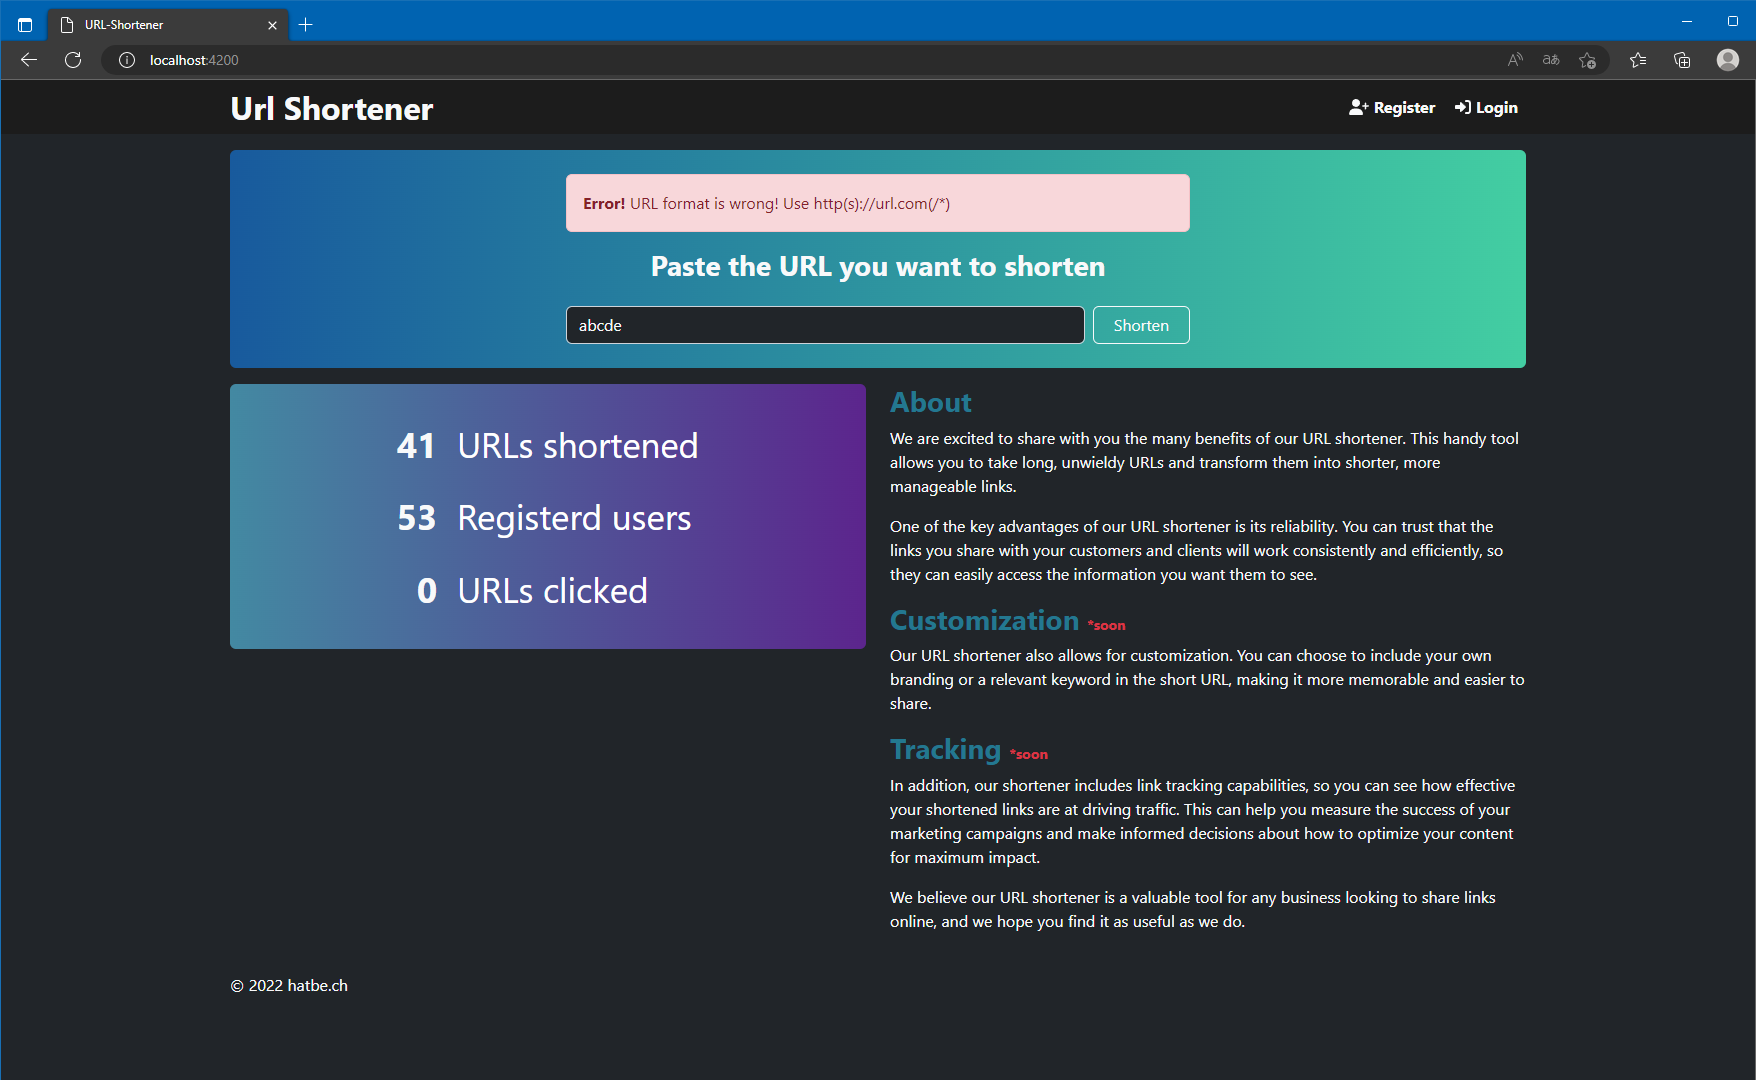 URL-Shortener
localhost:4200
Url Shortener
Register
Login
Error! URL format is wrong! Use http(s)://url.com(/*)
Paste the URL you want to shorten
abcde
Shorten
41 URLs shortened
53 Registerd users
0 URLs clicked
About
We are excited to share with you the many benefits of our URL shortener. This handy tool
allows you to take long, unwieldy URLs and transform them into shorter, more
manageable links.
One of the key advantages of our URL shortener is its reliability. You can trust that the
links you share with your customers and clients will work consistently and efficiently, so
they can easily access the information you want them to see.
Customization *soon
Our URL shortener also allows for customization. You can choose to include your own
branding or a relevant keyword in the short URL, making it more memorable and easier to
share.
Tracking *soon
In addition, our shortener includes link tracking capabilities, so you can see how effective
your shortened links are at driving traffic. This can help you measure the success of your
marketing campaigns and make informed decisions about how to optimize your content
for maximum impact.
We believe our URL shortener is a valuable tool for any business looking to share links
online, and we hope you find it as useful as we do.
© 2022 hatbe.ch